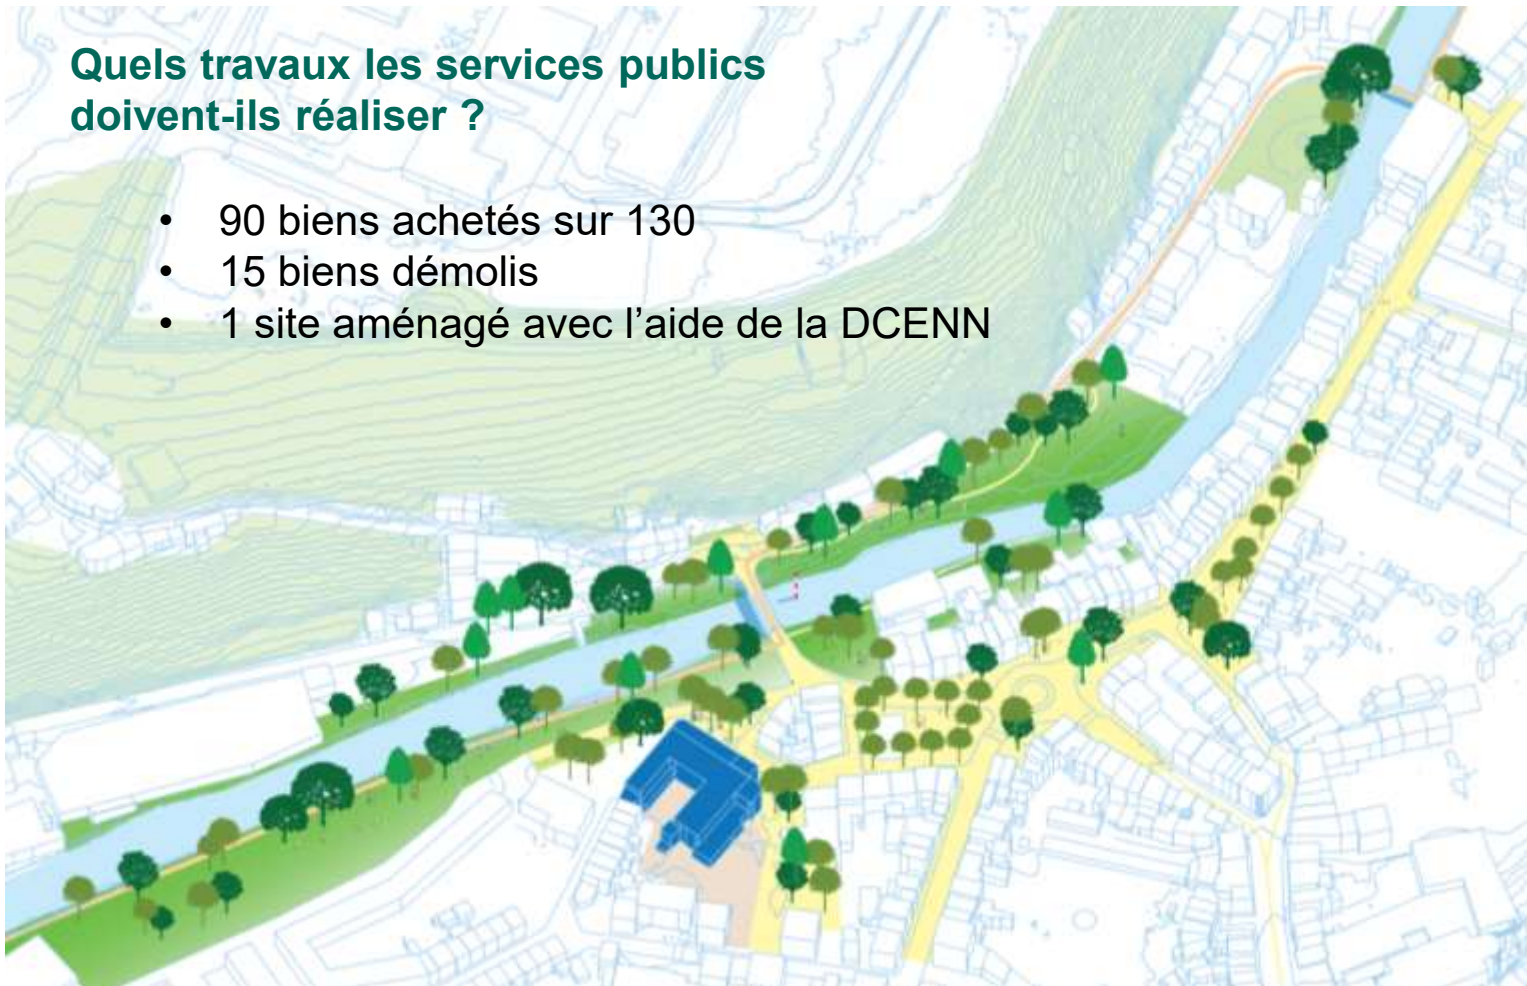 Quels travaux les services publics
doivent-ils réaliser ?
• 90 biens achetés sur 130
• 15 biens démolis
• 1 site aménagé avec l’aide de la DCENN